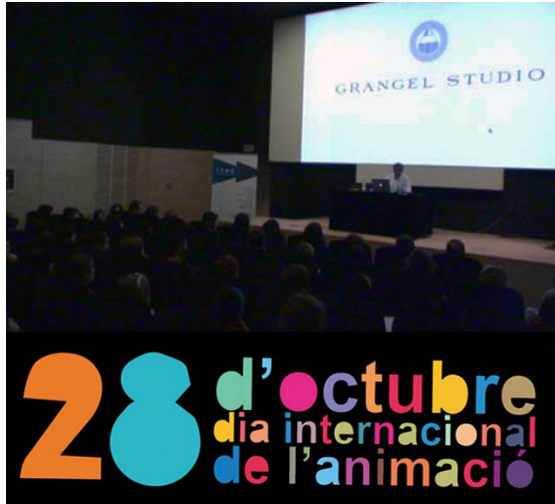 GRANGEL STUDIO
28 d'octubre
dia internacional
de l'animació